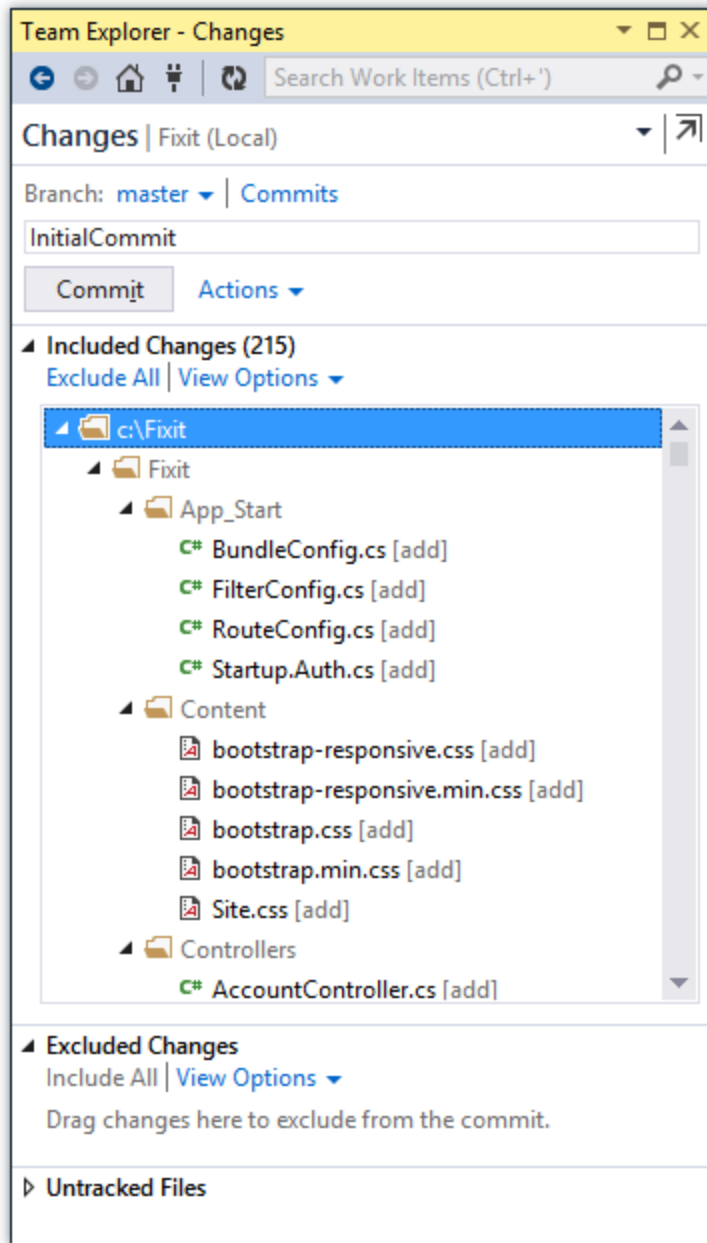 Team Explorer - Changes
Search Work Items (Ctrl+')
Changes | Fixit (Local)
Branch: master | Commits
InitialCommit
Commit Actions
Included Changes (215)
Exclude All | View Options
c:\Fixit
Fixit
App_Start
C# BundleConfig.cs [add]
C# FilterConfig.cs [add]
C# RouteConfig.cs [add]
C# Startup.Auth.cs [add]
Content
bootstrap-responsive.css [add]
bootstrap-responsive.min.css [add]
bootstrap.css [add]
bootstrap.min.css [add]
Site.css [add]
Controllers
C# AccountController.cs [add]
Excluded Changes
Include All | View Options
Drag changes here to exclude from the commit.
Untracked Files